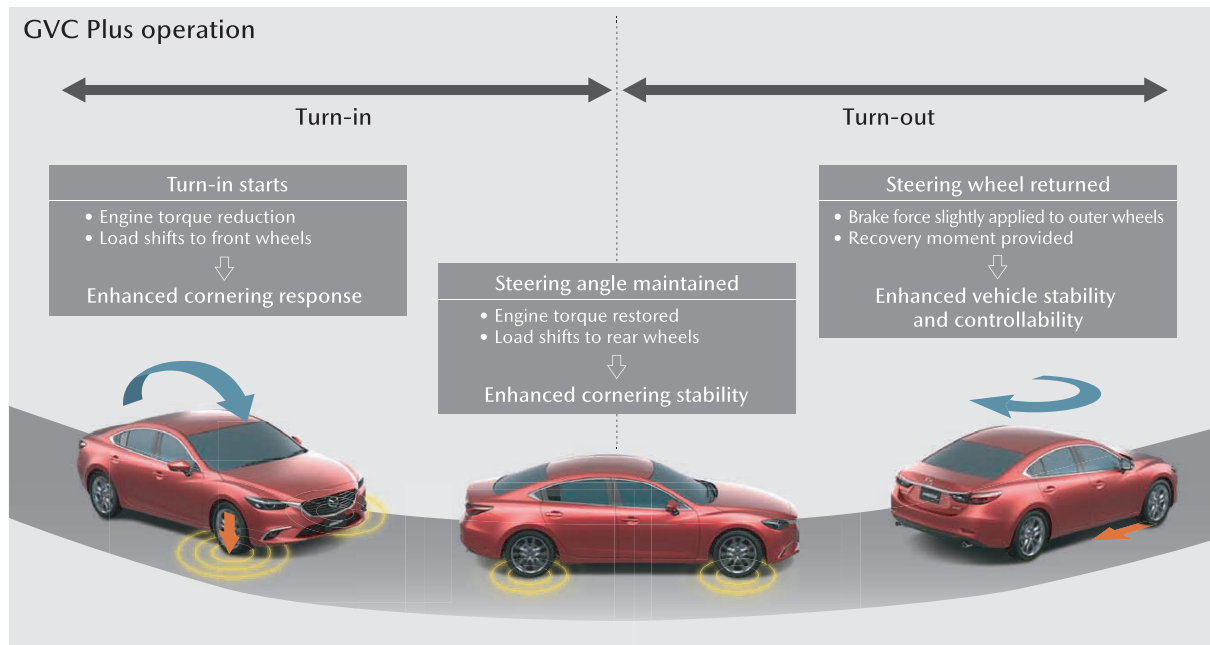 GVC Plus operation
Turn-in
Turn-out
Turn-in starts
• Engine torque reduction
• Load shifts to front wheels
Enhanced cornering response
Steering angle maintained
• Engine torque restored
• Load shifts to rear wheels
Enhanced cornering stability
Steering wheel returned
• Brake force slightly applied to outer wheels
• Recovery moment provided
Enhanced vehicle stability
and controllability